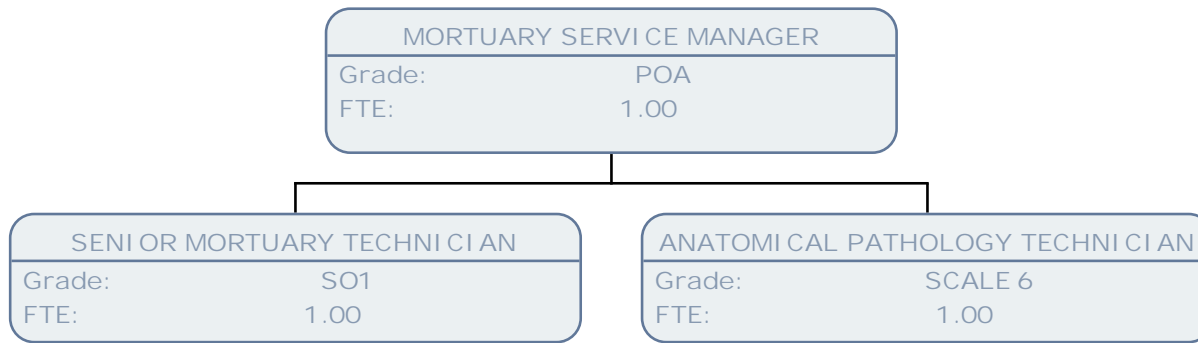 MORTUARY SERVICE MANAGER
Grade: POA
FTE: 1.00
SENIOR MORTUARY TECHNICIAN
Grade: SO1
FTE: 1.00
ANATOMICAL PATHOLOGY TECHNICIAN
Grade: SCALE 6
FTE: 1.00